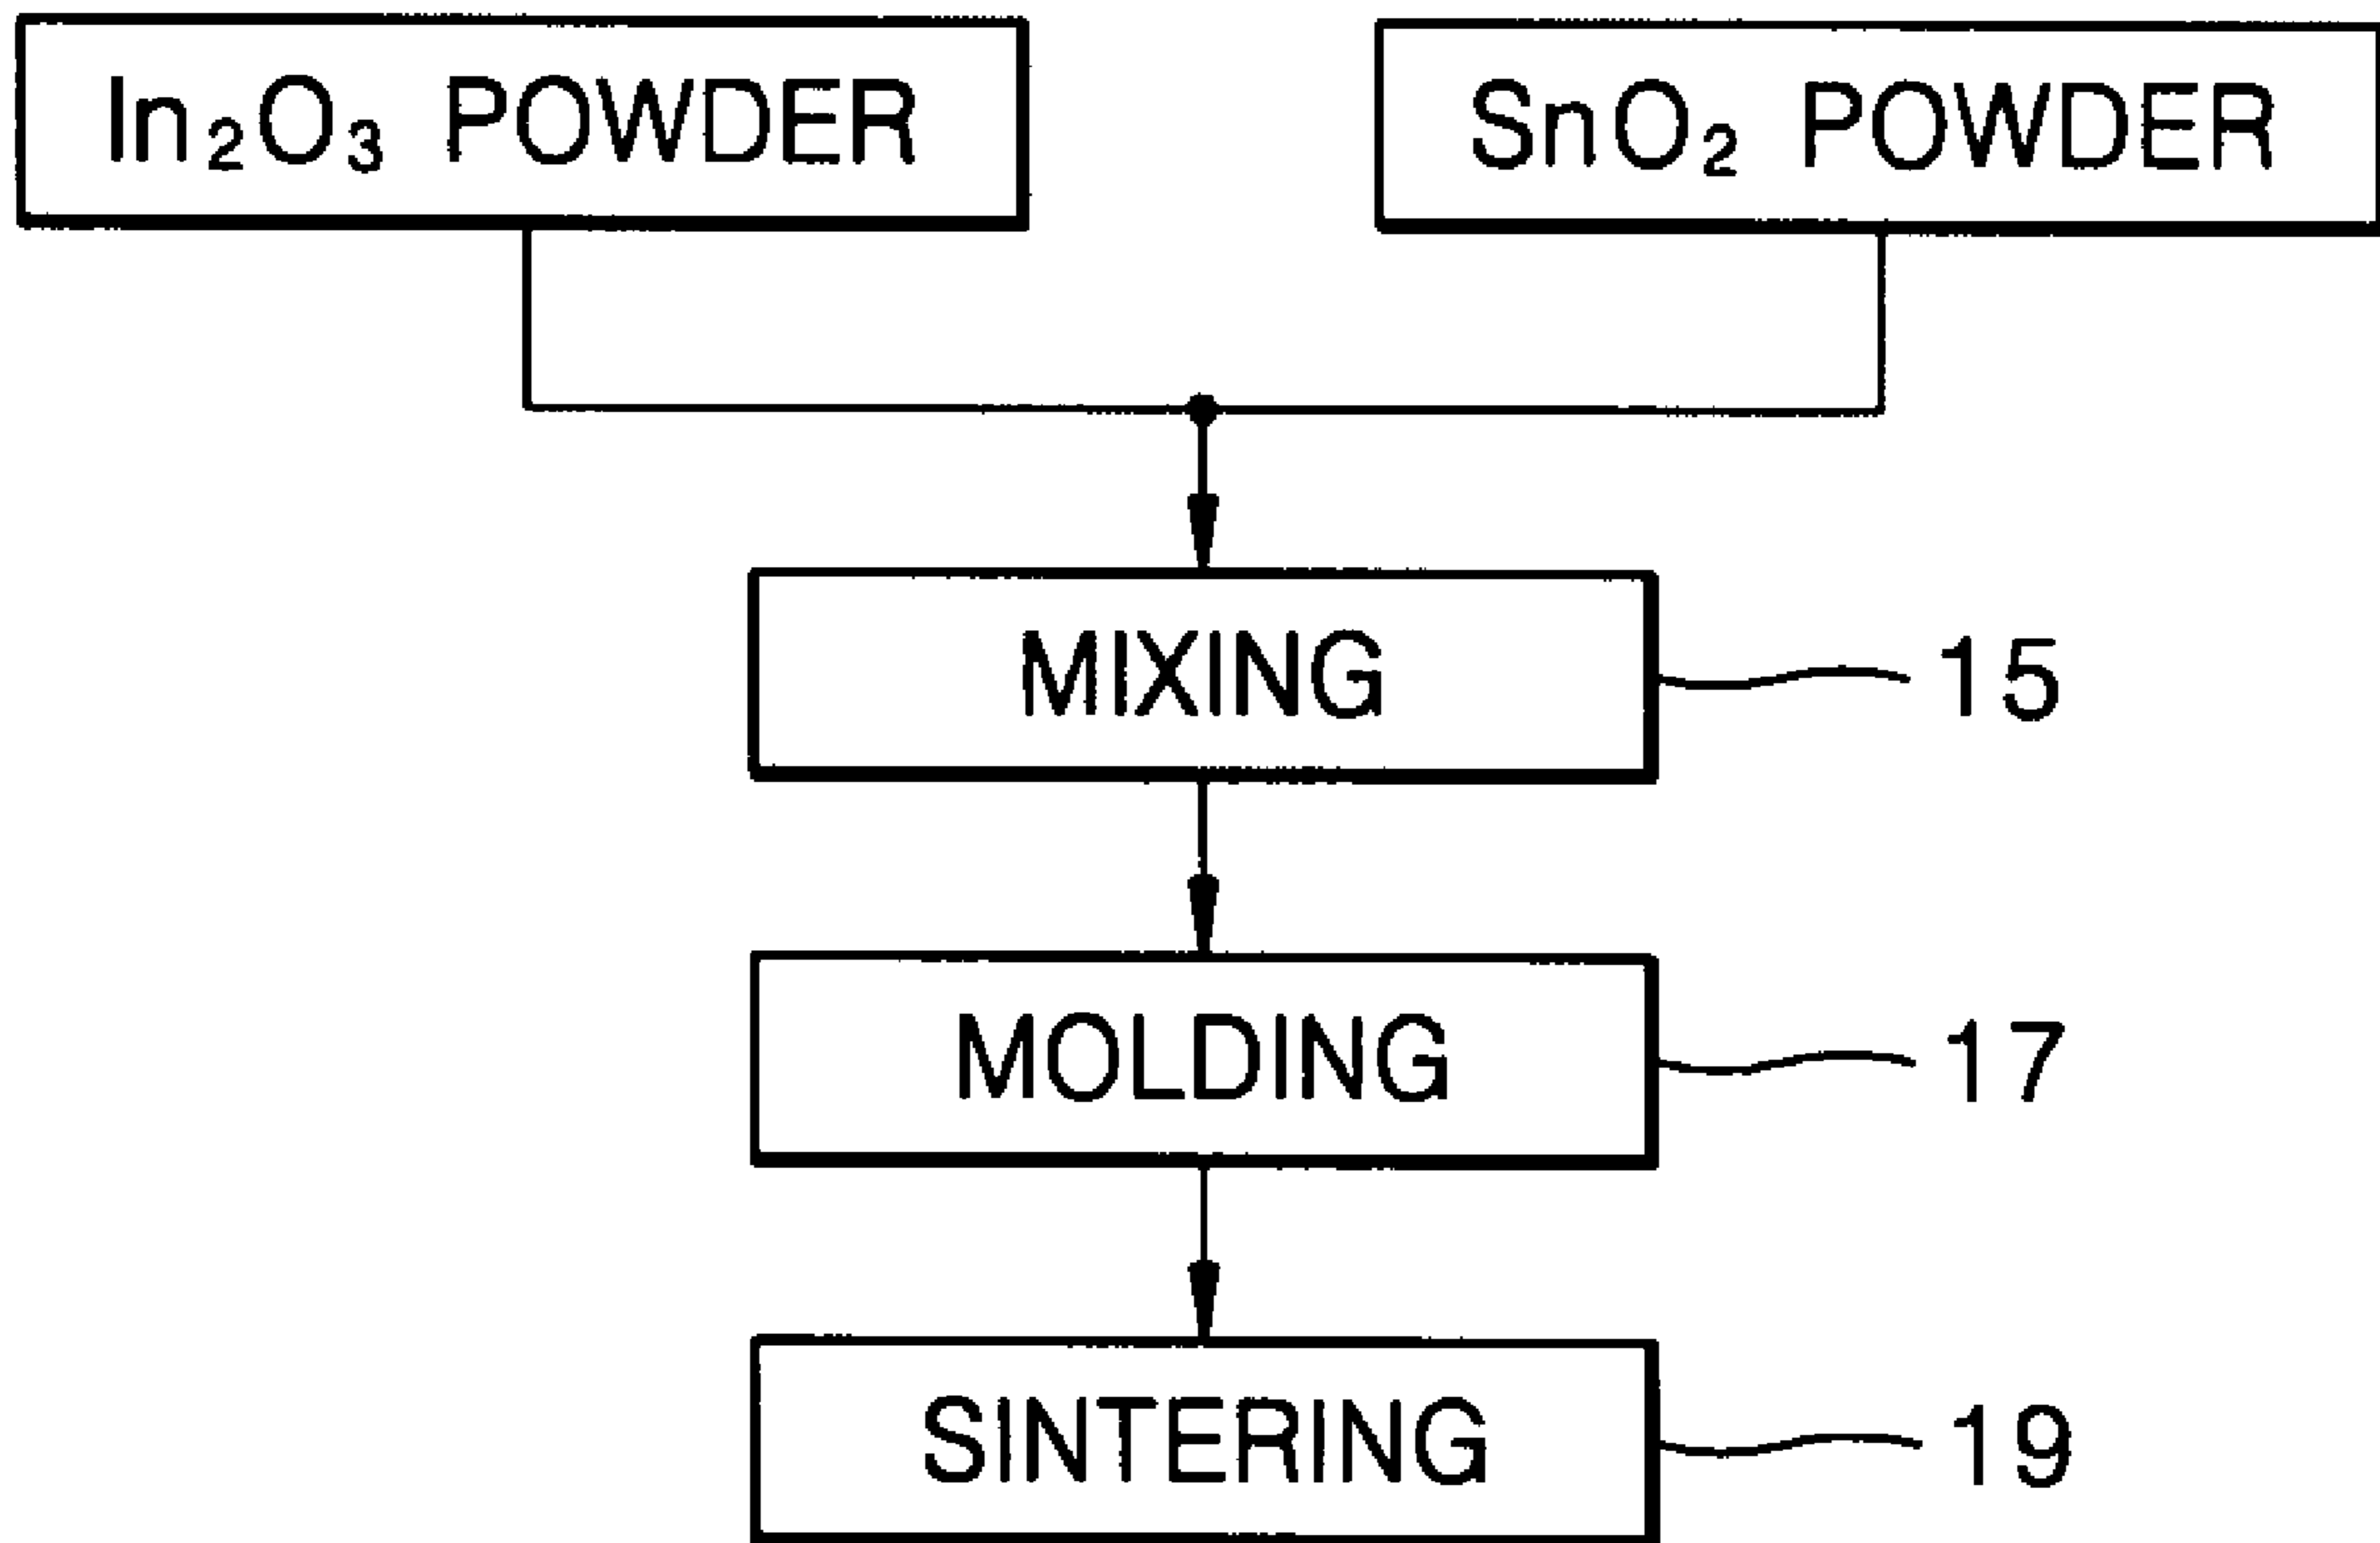 In₂O₃ POWDER
SnO₂ POWDER
MIXING
15
MOLDING
17
SINTERING
19